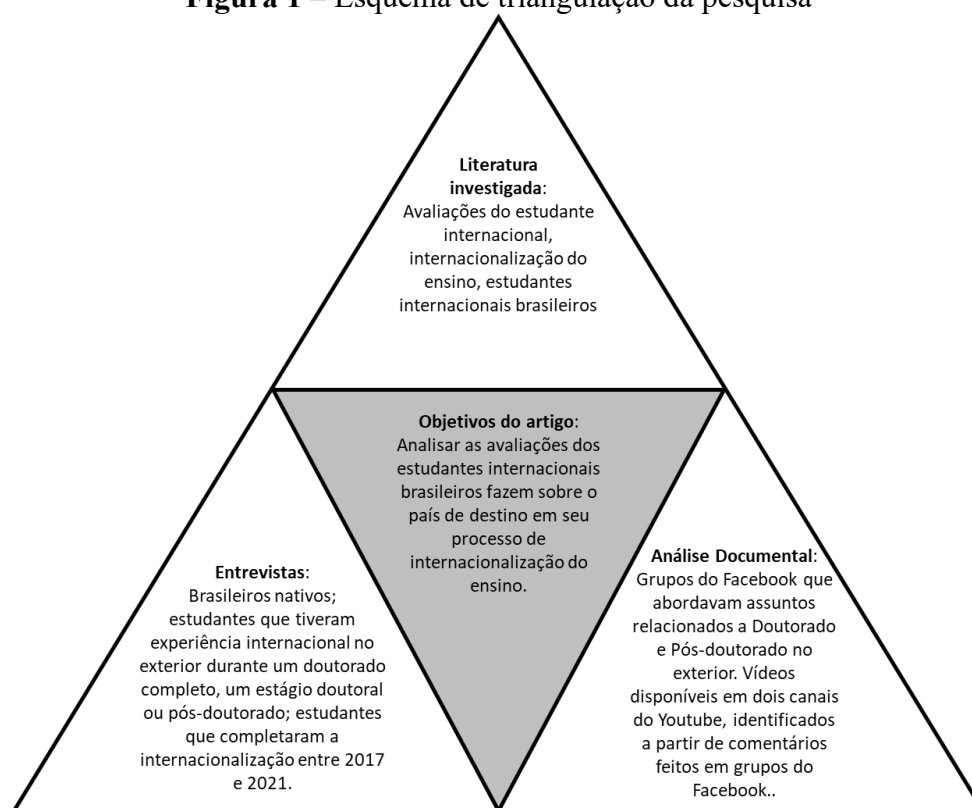 Figura 1 – Esquema de triangulação da pesquisa
Literatura
investigada:
Avaliações do estudante
internacional,
internacionalização do
ensino, estudantes
internacionais brasileiros
Objetivos do artigo:
Analisar as avaliações dos
estudantes internacionais
brasileiros fazem sobre o
país de destino em seu
processo de
internacionalização do
ensino.
Entrevistas:
Brasileiros nativos;
estudantes que tiveram
experiência internacional no
exterior durante um doutorado
completo, um estágio doutoral
ou pós-doutorado; estudantes
que completaram a
internacionalização entre 2017
e 2021.
Análise Documental:
Grupos do Facebook que
abordavam assuntos
relacionados a Doutorado
e Pós-doutorado no
exterior. Vídeos
disponíveis em dois canais
do Youtube, identificados
a partir de comentários
feitos em grupos do
Facebook..